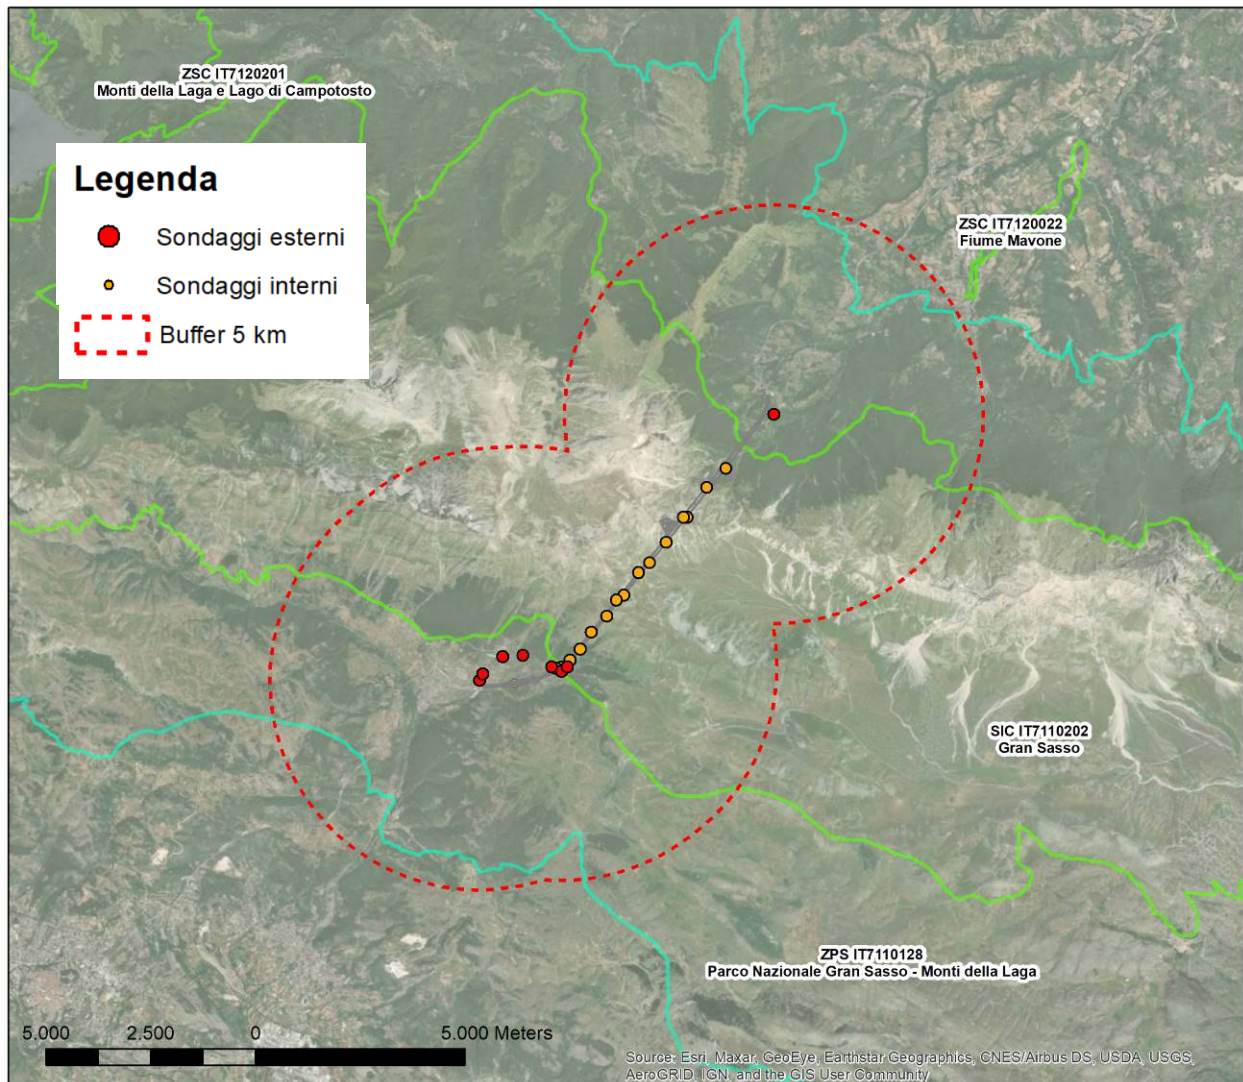 ZSC IT7120201
Monti della Laga e Lago di Campotosto
Legenda
Sondaggi esterni
Sondaggi interni
Buffer 5 km
ZSC IT7120022
Fiume Mavone
SIC IT7110202
Gran Sasso
ZPS IT7110128
Parco Nazionale Gran Sasso - Monti della Laga
5.000 2.500 0 5.000 Meters
Source: Esri, Maxar, GeoEye, Earthstar Geographics, CNES/Airbus DS, USDA, USGS,
AeroGRID, IGN, and the GIS User Community